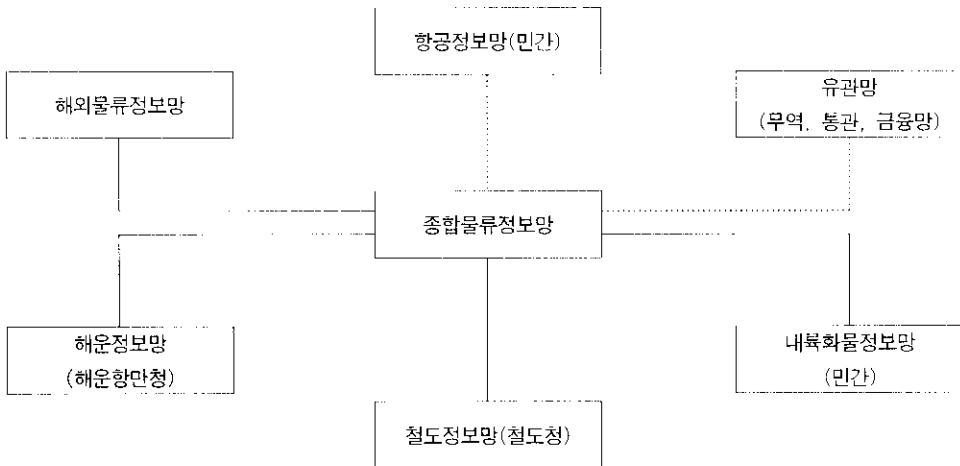 항공정보망(민간)
해외물류정보망
유관망
(무역, 통관, 금융망)
종합물류정보망
해운정보망
(해운항만청)
내륙화물정보망
(민간)
철도정보망(철도청)